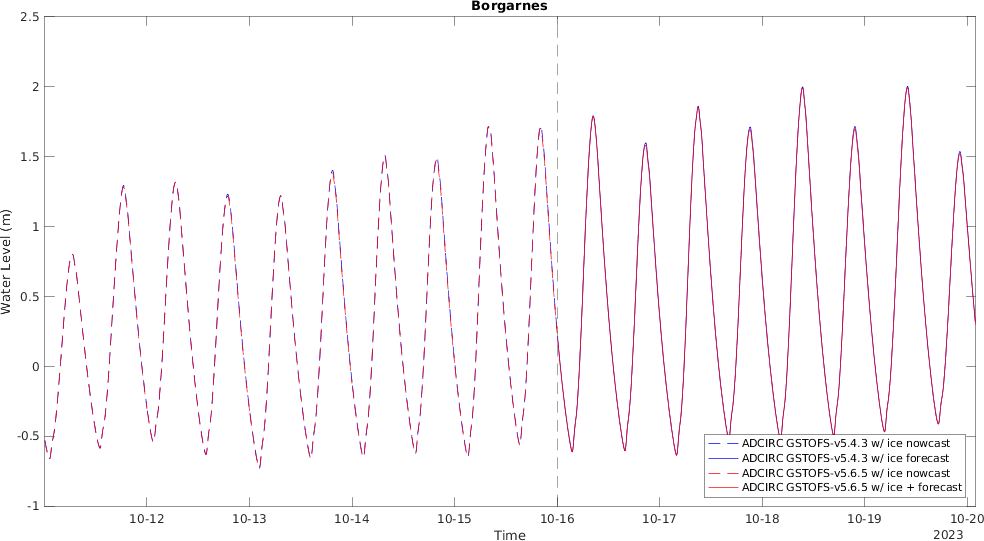 Borgarnes
2.5
2
1.5
1
0.5
0
-0.5
-1
Water Level (m)
10-12
10-13
10-14
10-15
10-16
10-17
10-18
10-19
10-20
2023
Time
ADCIRC GSTOFS-v5.4.3 w/ ice nowcast
ADCIRC GSTOFS-v5.4.3 w/ ice forecast
ADCIRC GSTOFS-v5.6.5 w/ ice nowcast
ADCIRC GSTOFS-v5.6.5 w/ ice + forecast